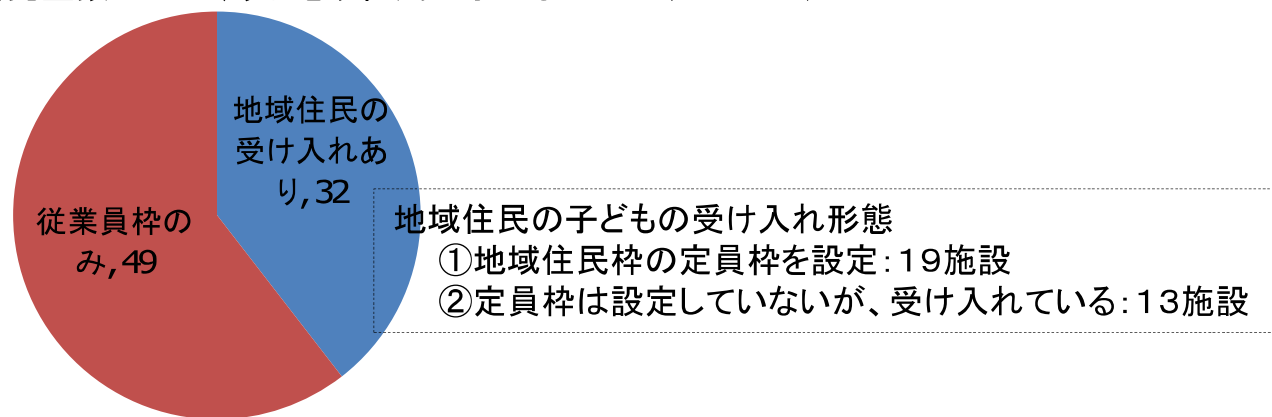 地域住民の
受け入れあ
り, 32
従業員枠の
み, 49
地域住民の子どもの受け入れ形態
①地域住民枠の定員枠を設定：１９施設
②定員枠は設定していないが、受け入れている：１３施設